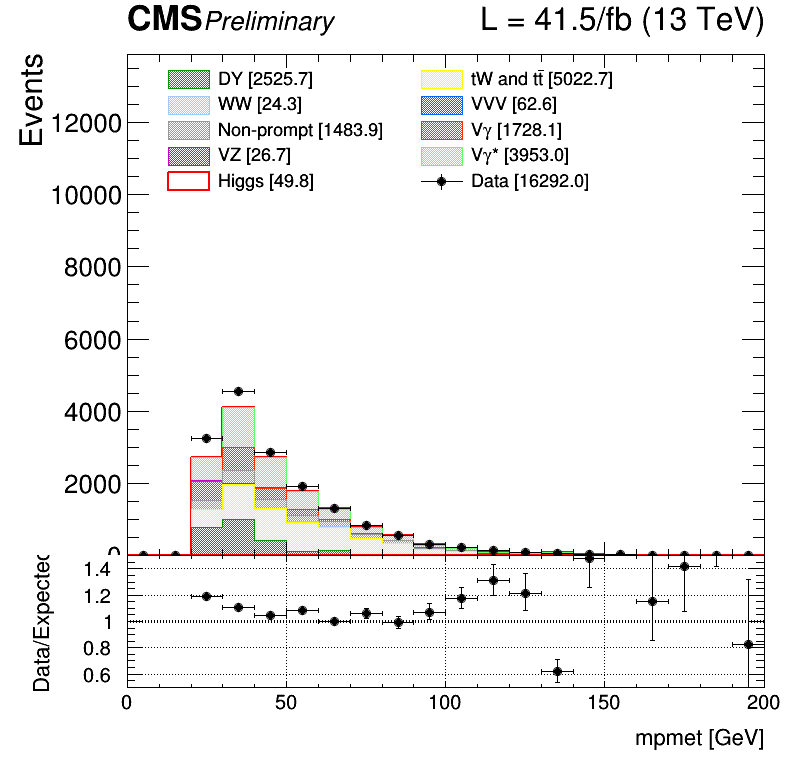 CMS Preliminary L = 41.5/fb (13 TeV)
Events
DY [2525.7] tW and tt̄ [5022.7]
WW [24.3] VVV [62.6]
Non-prompt [1483.9] Vγ [1728.1]
VZ [26.7] Vγ* [3953.0]
Higgs [49.8] Data [16292.0]
12000
10000
8000
6000
4000
2000
0
Data/Expected
1.4
1.2
1
0.8
0.6
0 50 100 150 200
mpmet [GeV]